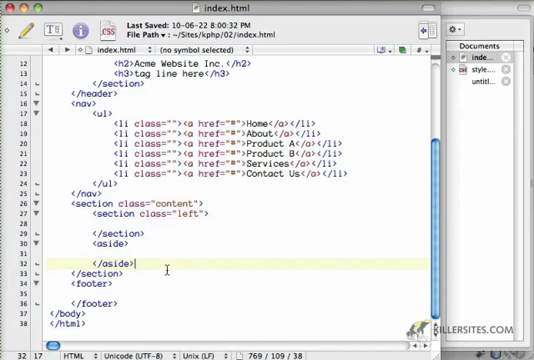 index.html
Last Saved: 10-06-22 8:00:32 PM
File Path ▾: ~/Sites/kphp/02/index.html
index.html
(no symbol selected)
12 <h2>Acme Website Inc.</h2>
13 <h3>tag line here</h3>
14 </section>
15 </header>
16 <nav>
17 <ul>
18 <li class=""><a href="#">Home</a></li>
19 <li class=""><a href="#">About</a></li>
20 <li class=""><a href="#">Product A</a></li>
21 <li class=""><a href="#">Product B</a></li>
22 <li class=""><a href="#">Services</a></li>
23 <li class=""><a href="#">Contact Us</a></li>
24 </ul>
25 </nav>
26 <section class="content">
27 <section class="left">
28
29 </section>
30 <aside>
31
32 </aside>
33 </section>
34 <footer>
35
36 </footer>
37 </body>
38 </html>
32 16 HTML Unicode (UTF-8) Unix (LF) 769 / 109 / 38
Documents
inde...
style....
untitl...
KILLERSITES.COM